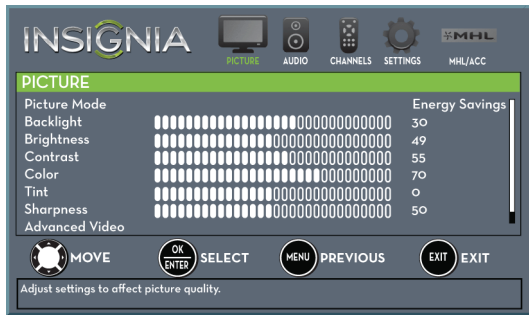 INSIGNIA
PICTURE AUDIO CHANNELS SETTINGS MHL/ACC
MHL
PICTURE
Picture Mode Energy Savings
Backlight 30
Brightness 49
Contrast 55
Color 70
Tint 0
Sharpness 50
Advanced Video
MOVE OK ENTER SELECT MENU PREVIOUS EXIT EXIT
Adjust settings to affect picture quality.